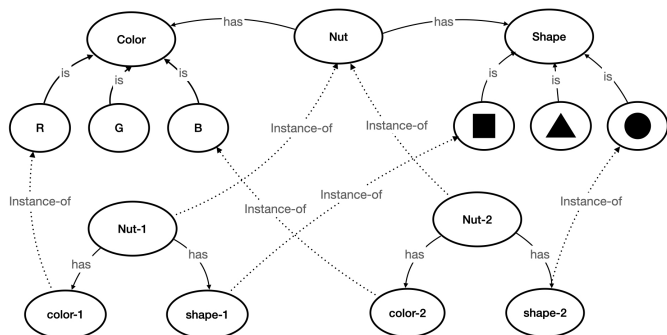 has
has
Color
Nut
Shape
is
is
is
is
is
is
R
G
B
Instance-of
Instance-of
Instance-of
Instance-of
Instance-of
Instance-of
Nut-1
Nut-2
has
has
has
has
color-1
shape-1
color-2
shape-2